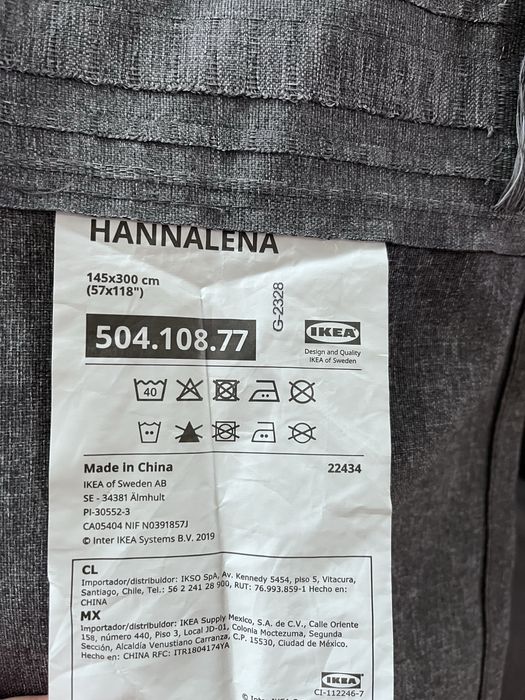 HANNALENA
145x300 cm
(57x118")
G-2328
504.108.77
IKEA
Design and Quality
IKEA of Sweden
40
Made in China
22434
IKEA of Sweden AB
SE - 34381 Älmhult
PI-30552-3
CA05404 NIF N0391857J
© Inter IKEA Systems B.V. 2019
CL
Importador/distribuidor: IKSO SpA, Av. Kennedy 5454, piso 5, Vitacura,
Santiago, Chile, Tel.: 56 2 241 28 900, RUT: 76.993.859-1 Hecho en:
CHINA
MX
Importador/distribuidor: IKEA Supply Mexico, S.A. de C.V., Calle Oriente
158, número 440, Piso 3, Local JD-01, Colonia Moctezuma, Segunda
Sección, Alcaldía Venustiano Carranza, C.P. 15530, Ciudad de México.
Hecho en: CHINA RFC: ITR1804174YA
IKEA
CI-112246-7